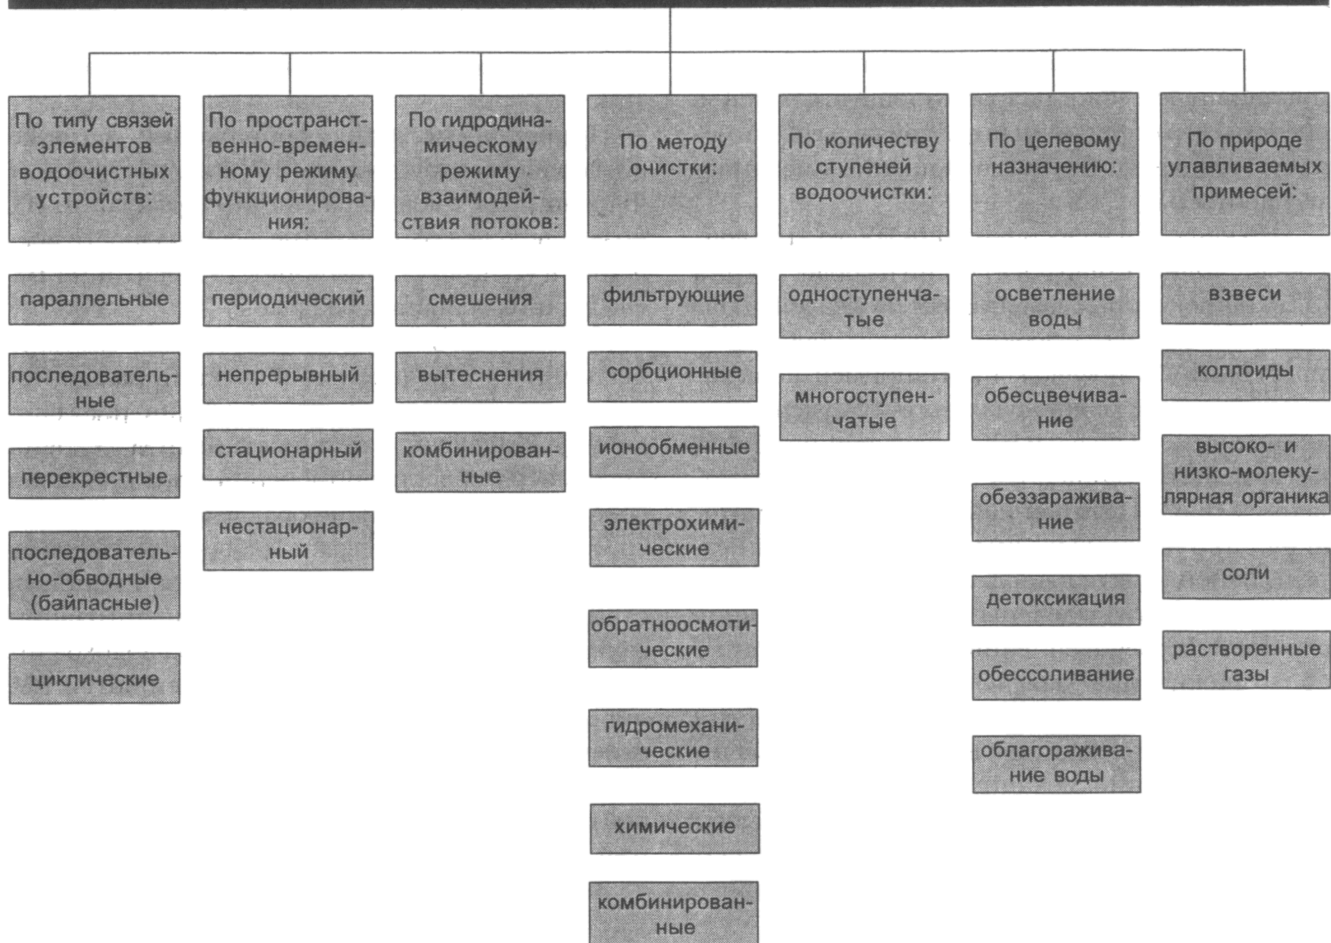 По типу связей
элементов
водоочистных
устройств:
параллельные
последователь-
ные
перекрестные
последователь-
но-обводные
(байпасные)
циклические
По пространст-
венно-времен-
ному режиму
функционирова-
ния:
периодический
непрерывный
стационарный
нестационар-
ный
По гидродина-
мическому
режиму
взаимодей-
ствия потоков:
смешения
вытеснения
комбинирован-
ные
По методу
очистки:
фильтрующие
сорбционные
ионообменные
электрохими-
ческие
обратноосмоти-
ческие
гидромехани-
ческие
химические
комбинирован-
ные
По количеству
ступеней
водоочистки:
одноступенча-
тые
многоступен-
чатые
По целевому
назначению:
осветление
воды
обесцвечива-
ние
обеззаражива-
ние
детоксикация
обессоливание
облагоражива-
ние воды
По природе
улавливаемых
примесей:
взвеси
коллоиды
высоко- и
низко-молеку-
лярная органика
соли
растворенные
газы